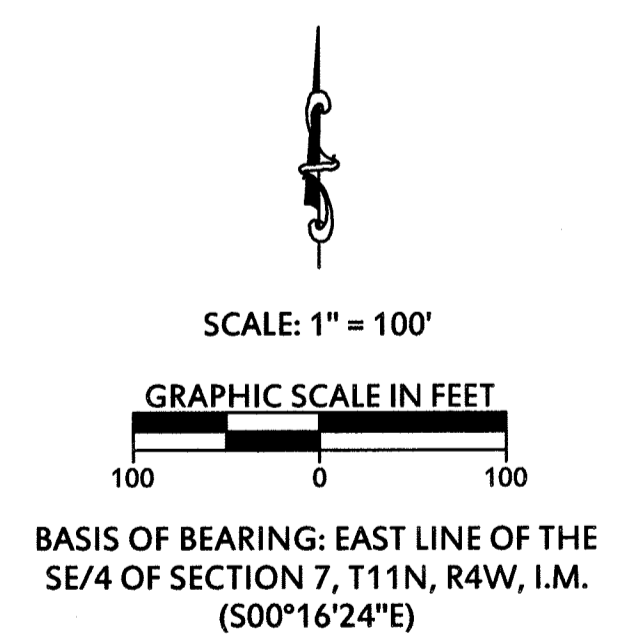 SCALE: 1" = 100'
GRAPHIC SCALE IN FEET
100 0 100
BASIS OF BEARING: EAST LINE OF THE
SE/4 OF SECTION 7, T11N, R4W, I.M.
(S00°16'24"E)